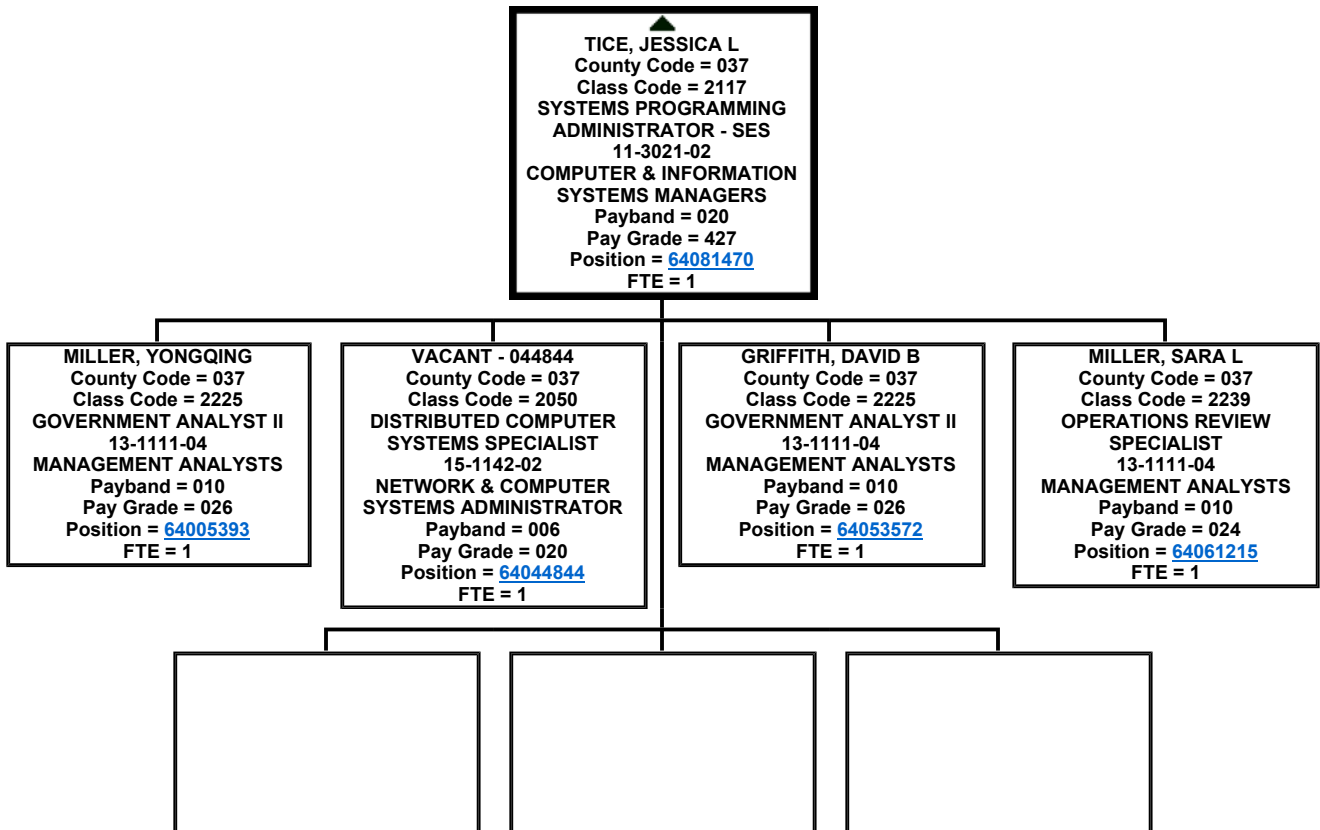 TICE, JESSICA L
County Code = 037
Class Code = 2117
SYSTEMS PROGRAMMING
ADMINISTRATOR - SES
11-3021-02
COMPUTER & INFORMATION
SYSTEMS MANAGERS
Payband = 020
Pay Grade = 427
Position = 64081470
FTE = 1
MILLER, YONGQING
County Code = 037
Class Code = 2225
GOVERNMENT ANALYST II
13-1111-04
MANAGEMENT ANALYSTS
Payband = 010
Pay Grade = 026
Position = 64005393
FTE = 1
VACANT - 044844
County Code = 037
Class Code = 2050
DISTRIBUTED COMPUTER
SYSTEMS SPECIALIST
15-1142-02
NETWORK & COMPUTER
SYSTEMS ADMINISTRATOR
Payband = 006
Pay Grade = 020
Position = 64044844
FTE = 1
GRIFFITH, DAVID B
County Code = 037
Class Code = 2225
GOVERNMENT ANALYST II
13-1111-04
MANAGEMENT ANALYSTS
Payband = 010
Pay Grade = 026
Position = 64053572
FTE = 1
MILLER, SARA L
County Code = 037
Class Code = 2239
OPERATIONS REVIEW
SPECIALIST
13-1111-04
MANAGEMENT ANALYSTS
Payband = 010
Pay Grade = 024
Position = 64061215
FTE = 1